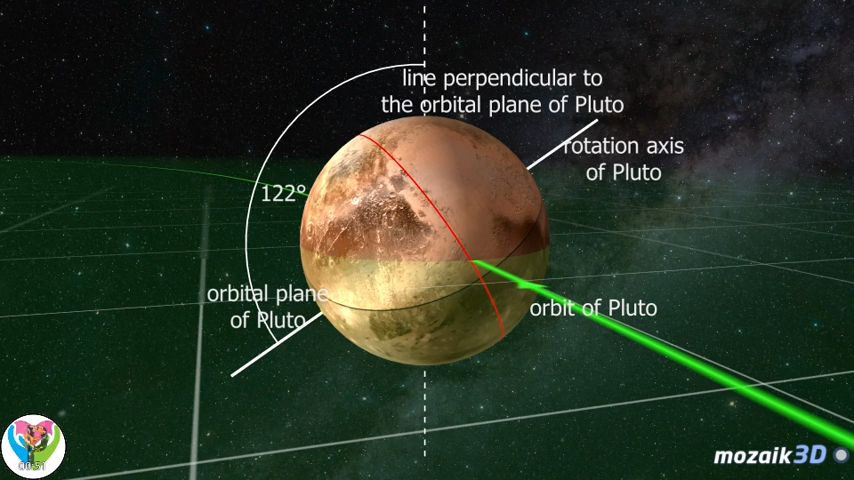 line perpendicular to
the orbital plane of Pluto
rotation axis
of Pluto
122°
orbital plane
of Pluto
orbit of Pluto
mozaik3D